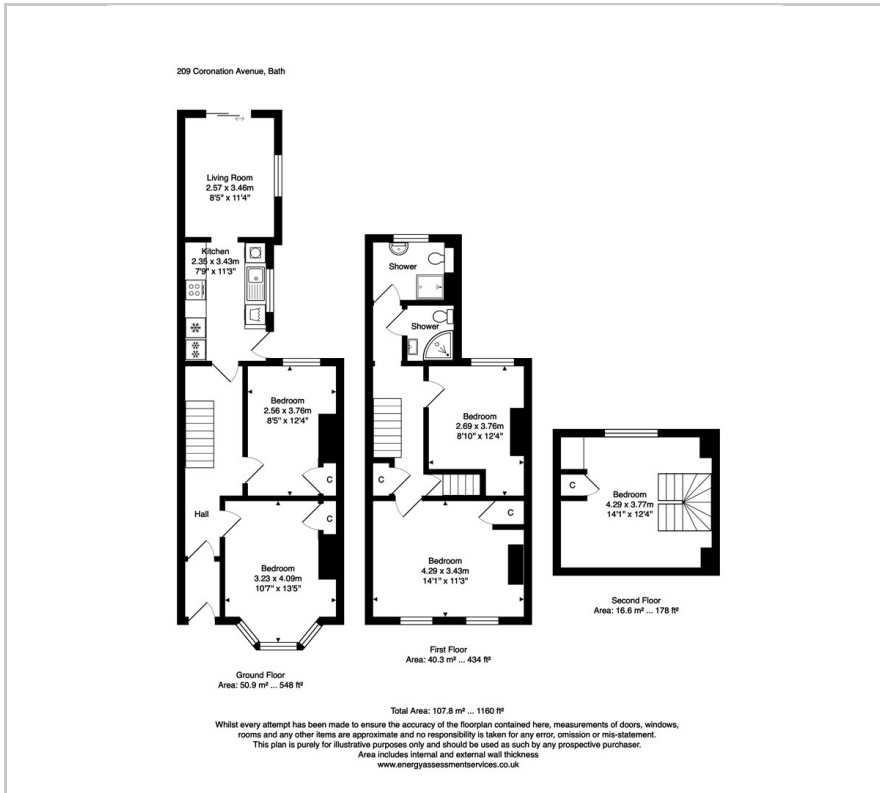 209 Coronation Avenue, Bath
Living Room
2.57 x 3.46m
8'5" x 11'4"
Kitchen
2.35 x 3.43m
7'9" x 11'3"
Bedroom
2.56 x 3.76m
8'5" x 12'4"
C
C
Hall
Bedroom
3.23 x 4.09m
10'7" x 13'5"
Ground Floor
Area: 50.9 m² ... 548 ft²
Shower
Shower
Bedroom
2.69 x 3.76m
8'10" x 12'4"
C
C
Bedroom
4.29 x 3.43m
14'1" x 11'3"
First Floor
Area: 40.3 m² ... 434 ft²
C
Bedroom
4.29 x 3.77m
14'1" x 12'4"
Second Floor
Area: 16.6 m² ... 178 ft²
Total Area: 107.8 m² ... 1160 ft²
Whilst every attempt has been made to ensure the accuracy of the floorplan contained here, measurements of doors, windows,
rooms and any other items are approximate and no responsibility is taken for any error, omission or mis-statement.
This plan is purely for illustrative purposes only and should be used as such by any prospective purchaser.
Area includes internal and external wall thickness
www.energyassessmentservices.co.uk